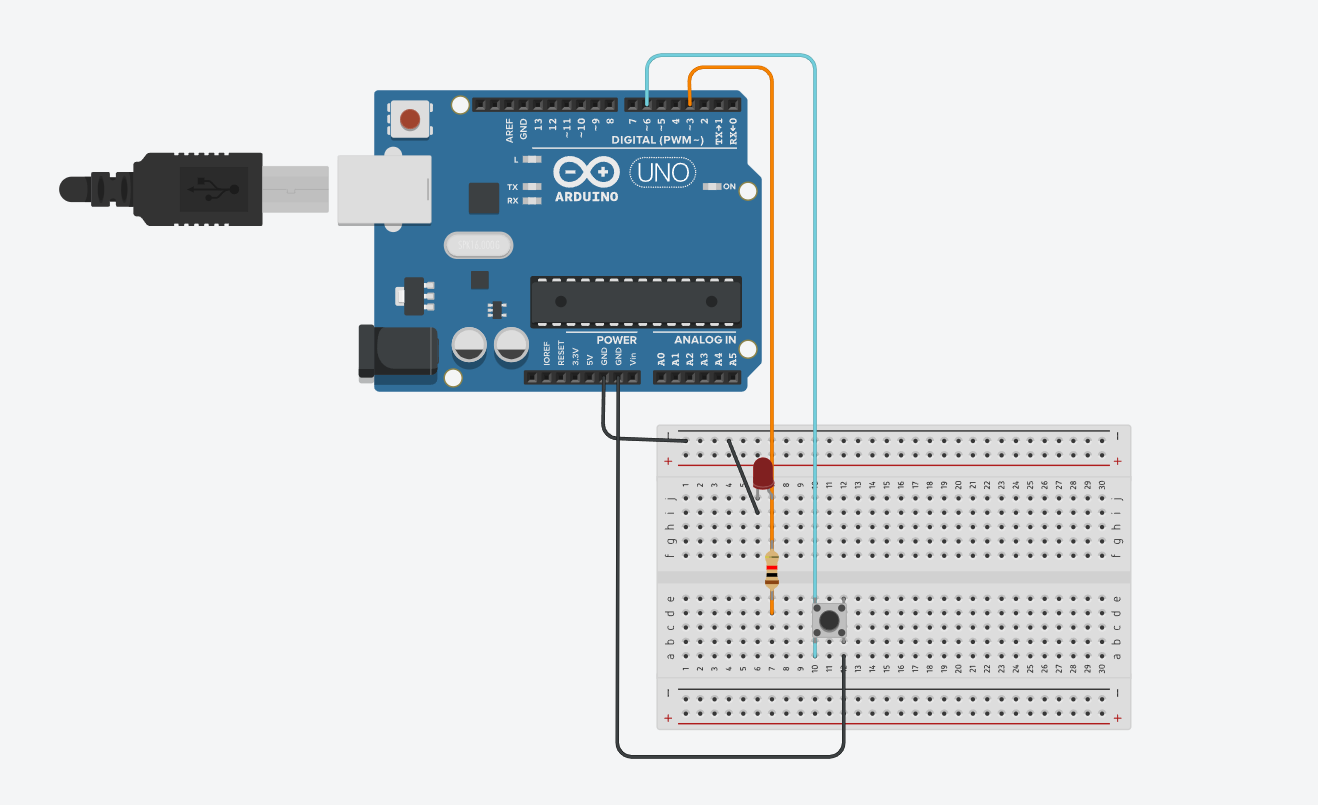 AREF
GND
13
12
~11
~10
~9
8
7
~6
~5
4
~3
2
TX→1
RX←0
DIGITAL (PWM~)
L
TX
RX
ARDUINO
UNO
ON
POWER
ANALOG IN
IOREF
RESET
3.3V
5V
GND
GND
Vin
A0
A1
A2
A3
A4
A5
− −
+ +
1 2 3 4 5 8 9 10 11 12 13 14 15 16 17 18 19 20 21 22 23 24 25 26 27 28 29 30
j j
i i
h h
g g
f f
e e
d d
c c
b b
a a
1 2 3 4 5 6 7 8 9 10 11 12 13 14 15 16 17 18 19 20 21 22 23 24 25 26 27 28 29 30
− −
+ +